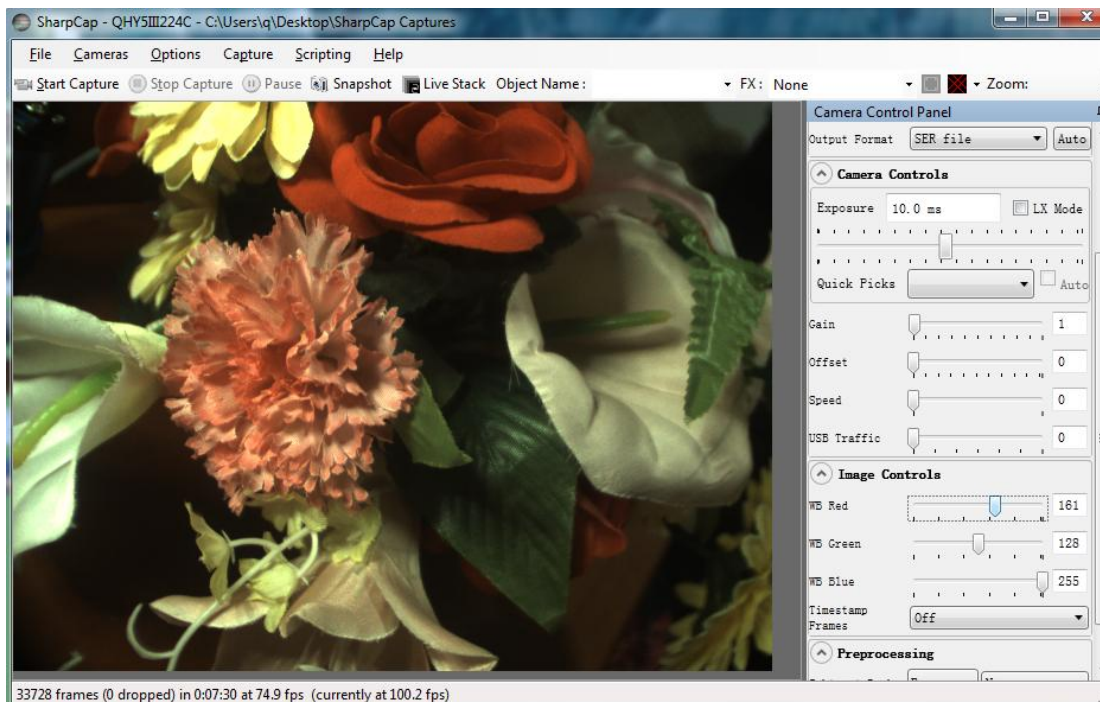 SharpCap - QHY5III224C - C:\Users\q\Desktop\SharpCap Captures
File Cameras Options Capture Scripting Help
Start Capture Stop Capture Pause Snapshot Live Stack Object Name : FX : None Zoom:
Camera Control Panel
Output Format SER file Auto
Camera Controls
Exposure 10.0 ms LX Mode
Quick Picks Auto
Gain 1
Offset 0
Speed 0
USB Traffic 0
Image Controls
WB Red 161
WB Green 128
WB Blue 255
Timestamp
Frames Off
Preprocessing
33728 frames (0 dropped) in 0:07:30 at 74.9 fps (currently at 100.2 fps)